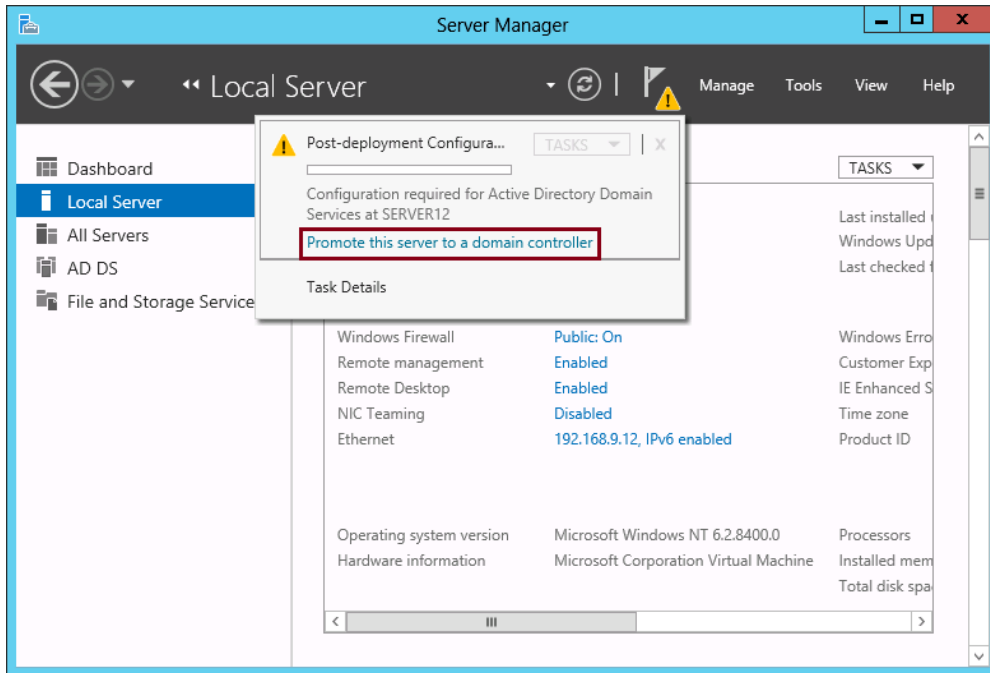 Server Manager
Local Server
Manage Tools View Help
Post-deployment Configura...
TASKS
X
Configuration required for Active Directory Domain
Services at SERVER12
Promote this server to a domain controller
Task Details
Dashboard
Local Server
All Servers
AD DS
File and Storage Service
TASKS
Last installed
Windows Upd
Last checked f
Windows Firewall Public: On Windows Erro
Remote management Enabled Customer Exp
Remote Desktop Enabled IE Enhanced S
NIC Teaming Disabled Time zone
Ethernet 192.168.9.12, IPv6 enabled Product ID
Operating system version Microsoft Windows NT 6.2.8400.0 Processors
Hardware information Microsoft Corporation Virtual Machine Installed mem
Total disk spa